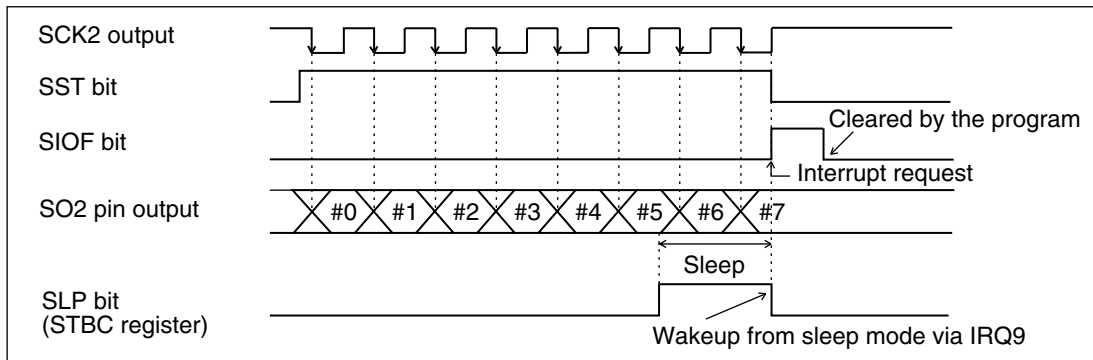 SCK2 output
SST bit
Cleared by the program
SIOF bit
Interrupt request
SO2 pin output
#0 #1 #2 #3 #4 #5 #6 #7
Sleep
SLP bit
(STBC register)
Wakeup from sleep mode via IRQ9